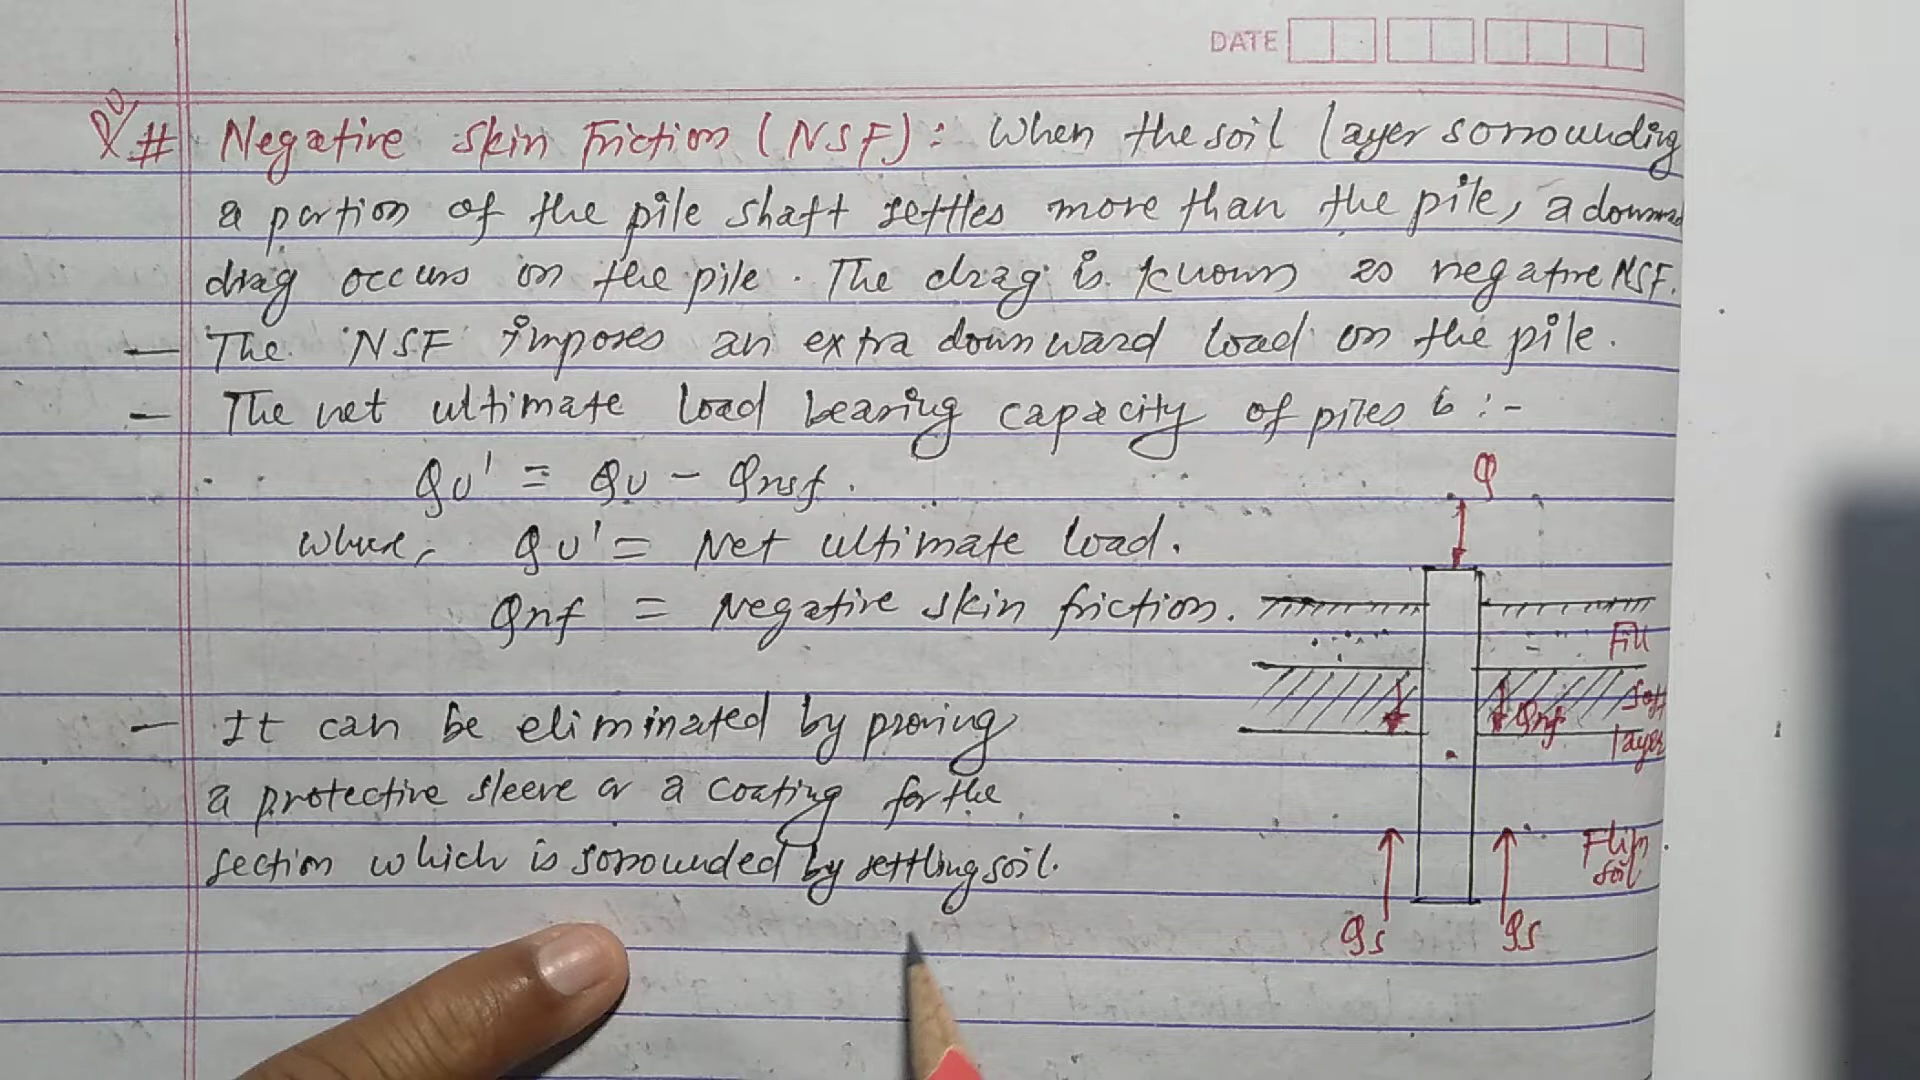 DATE
# Negative skin Friction (NSF): When the soil layer sorrounding
a portion of the pile shaft settles more than the pile, a downward
drag occurs on the pile. The drag is known as negative NSF.
- The NSF imposes an extra downward load on the pile.
- The net ultimate load bearing capacity of piles is :-
Qu' = Qu - Qnsf.
where, Qu' = Net ultimate load.
Qnf = Negative skin friction.
- It can be eliminated by proving
a protective sleeve or a coating for the
section which is sorrounded by settling soil.
Q
Fill
Soft
Qnf
layer
soil
Qs Qs